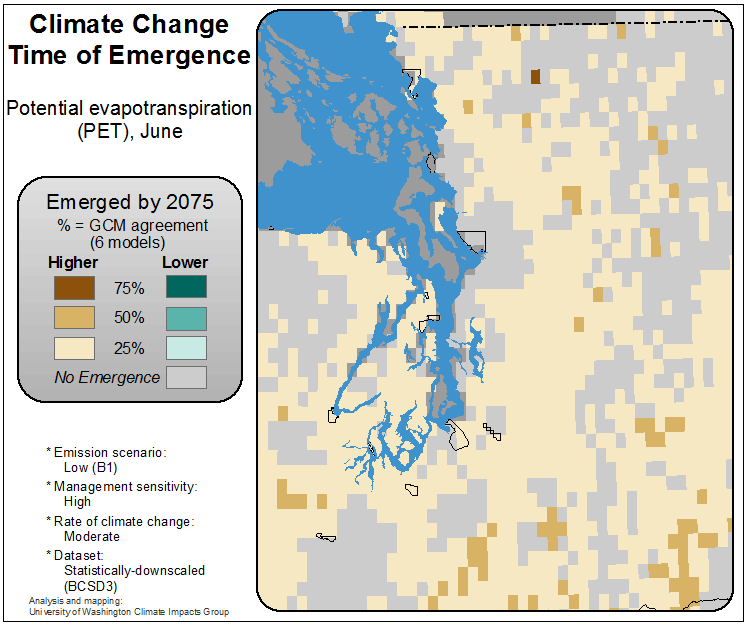 Climate Change
Time of Emergence
Potential evapotranspiration
(PET), June
Emerged by 2075
% = GCM agreement
(6 models)
Higher Lower
75%
50%
25%
No Emergence
* Emission scenario:
Low (B1)
* Management sensitivity:
High
* Rate of climate change:
Moderate
* Dataset:
Statistically-downscaled
(BCSD3)
Analysis and mapping:
University of Washington Climate Impacts Group